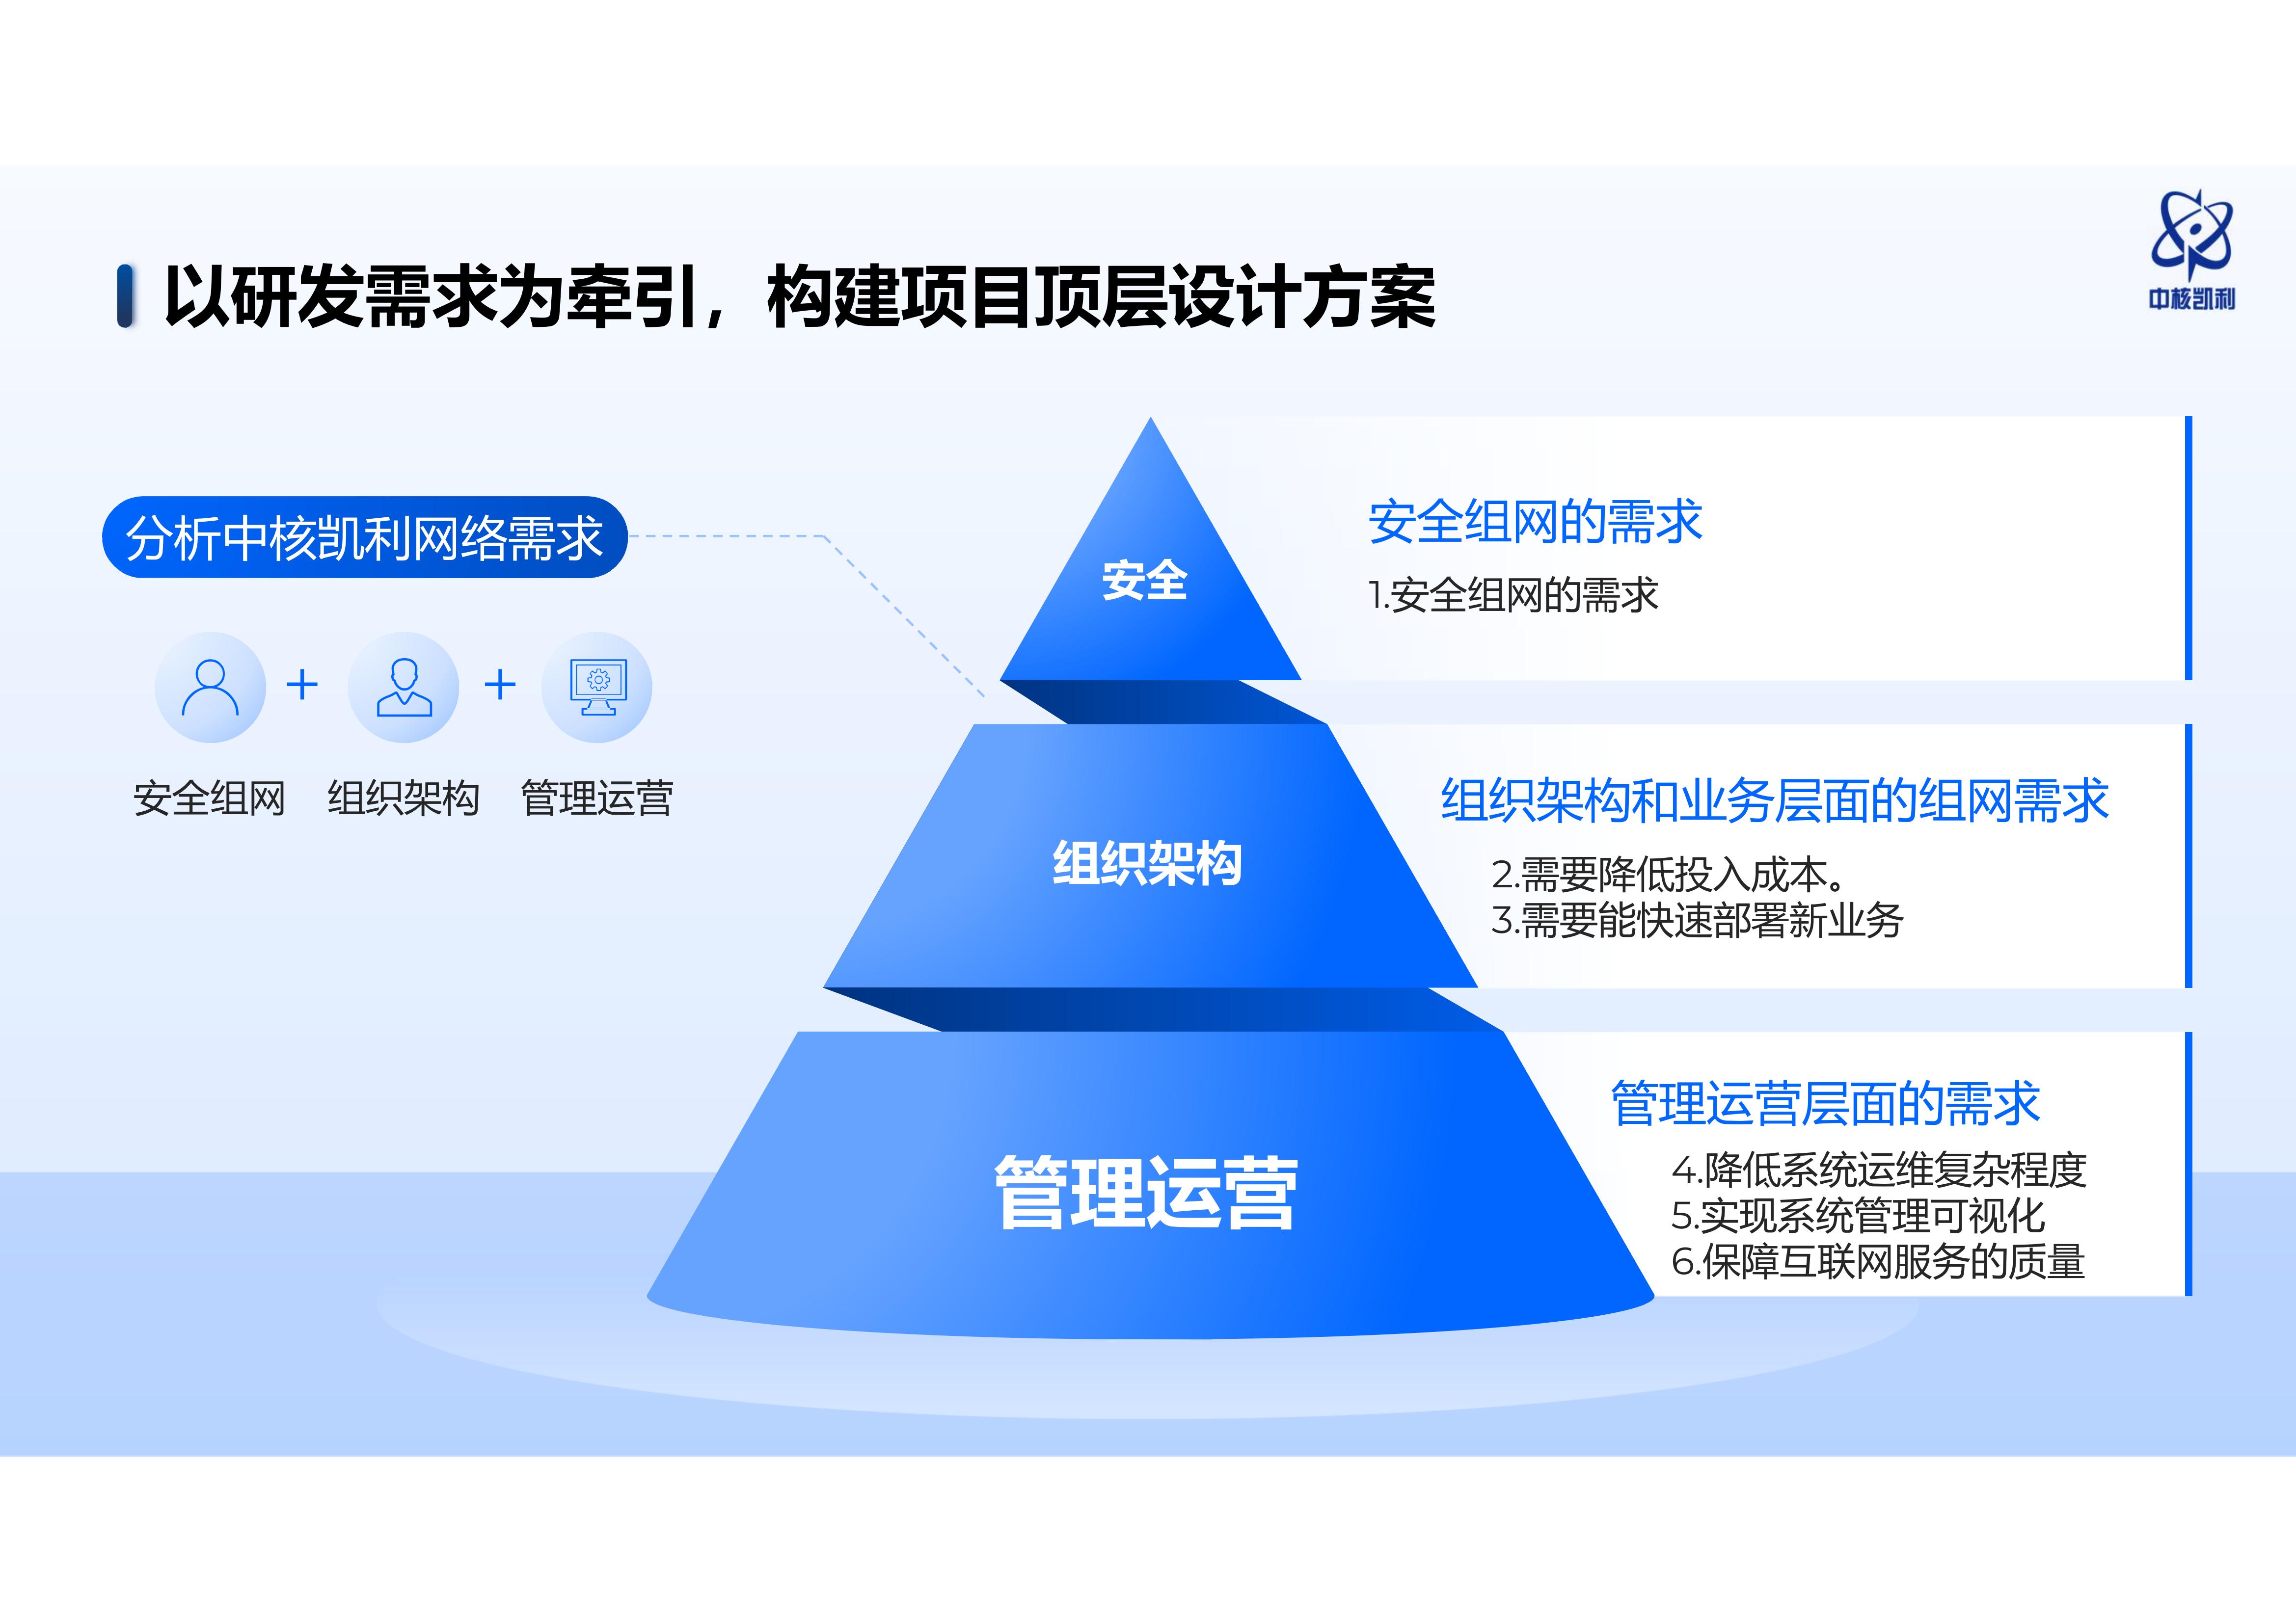 以研发需求为牵引，构建项目顶层设计方案
中核凯利
分析中核凯利网络需求
+ +
安全组网 组织架构 管理运营
安全
安全组网的需求
1.安全组网的需求
组织架构
组织架构和业务层面的组网需求
2.需要降低投入成本。
3.需要能快速部署新业务
管理运营
管理运营层面的需求
4.降低系统运维复杂程度
5.实现系统管理可视化
6.保障互联网服务的质量